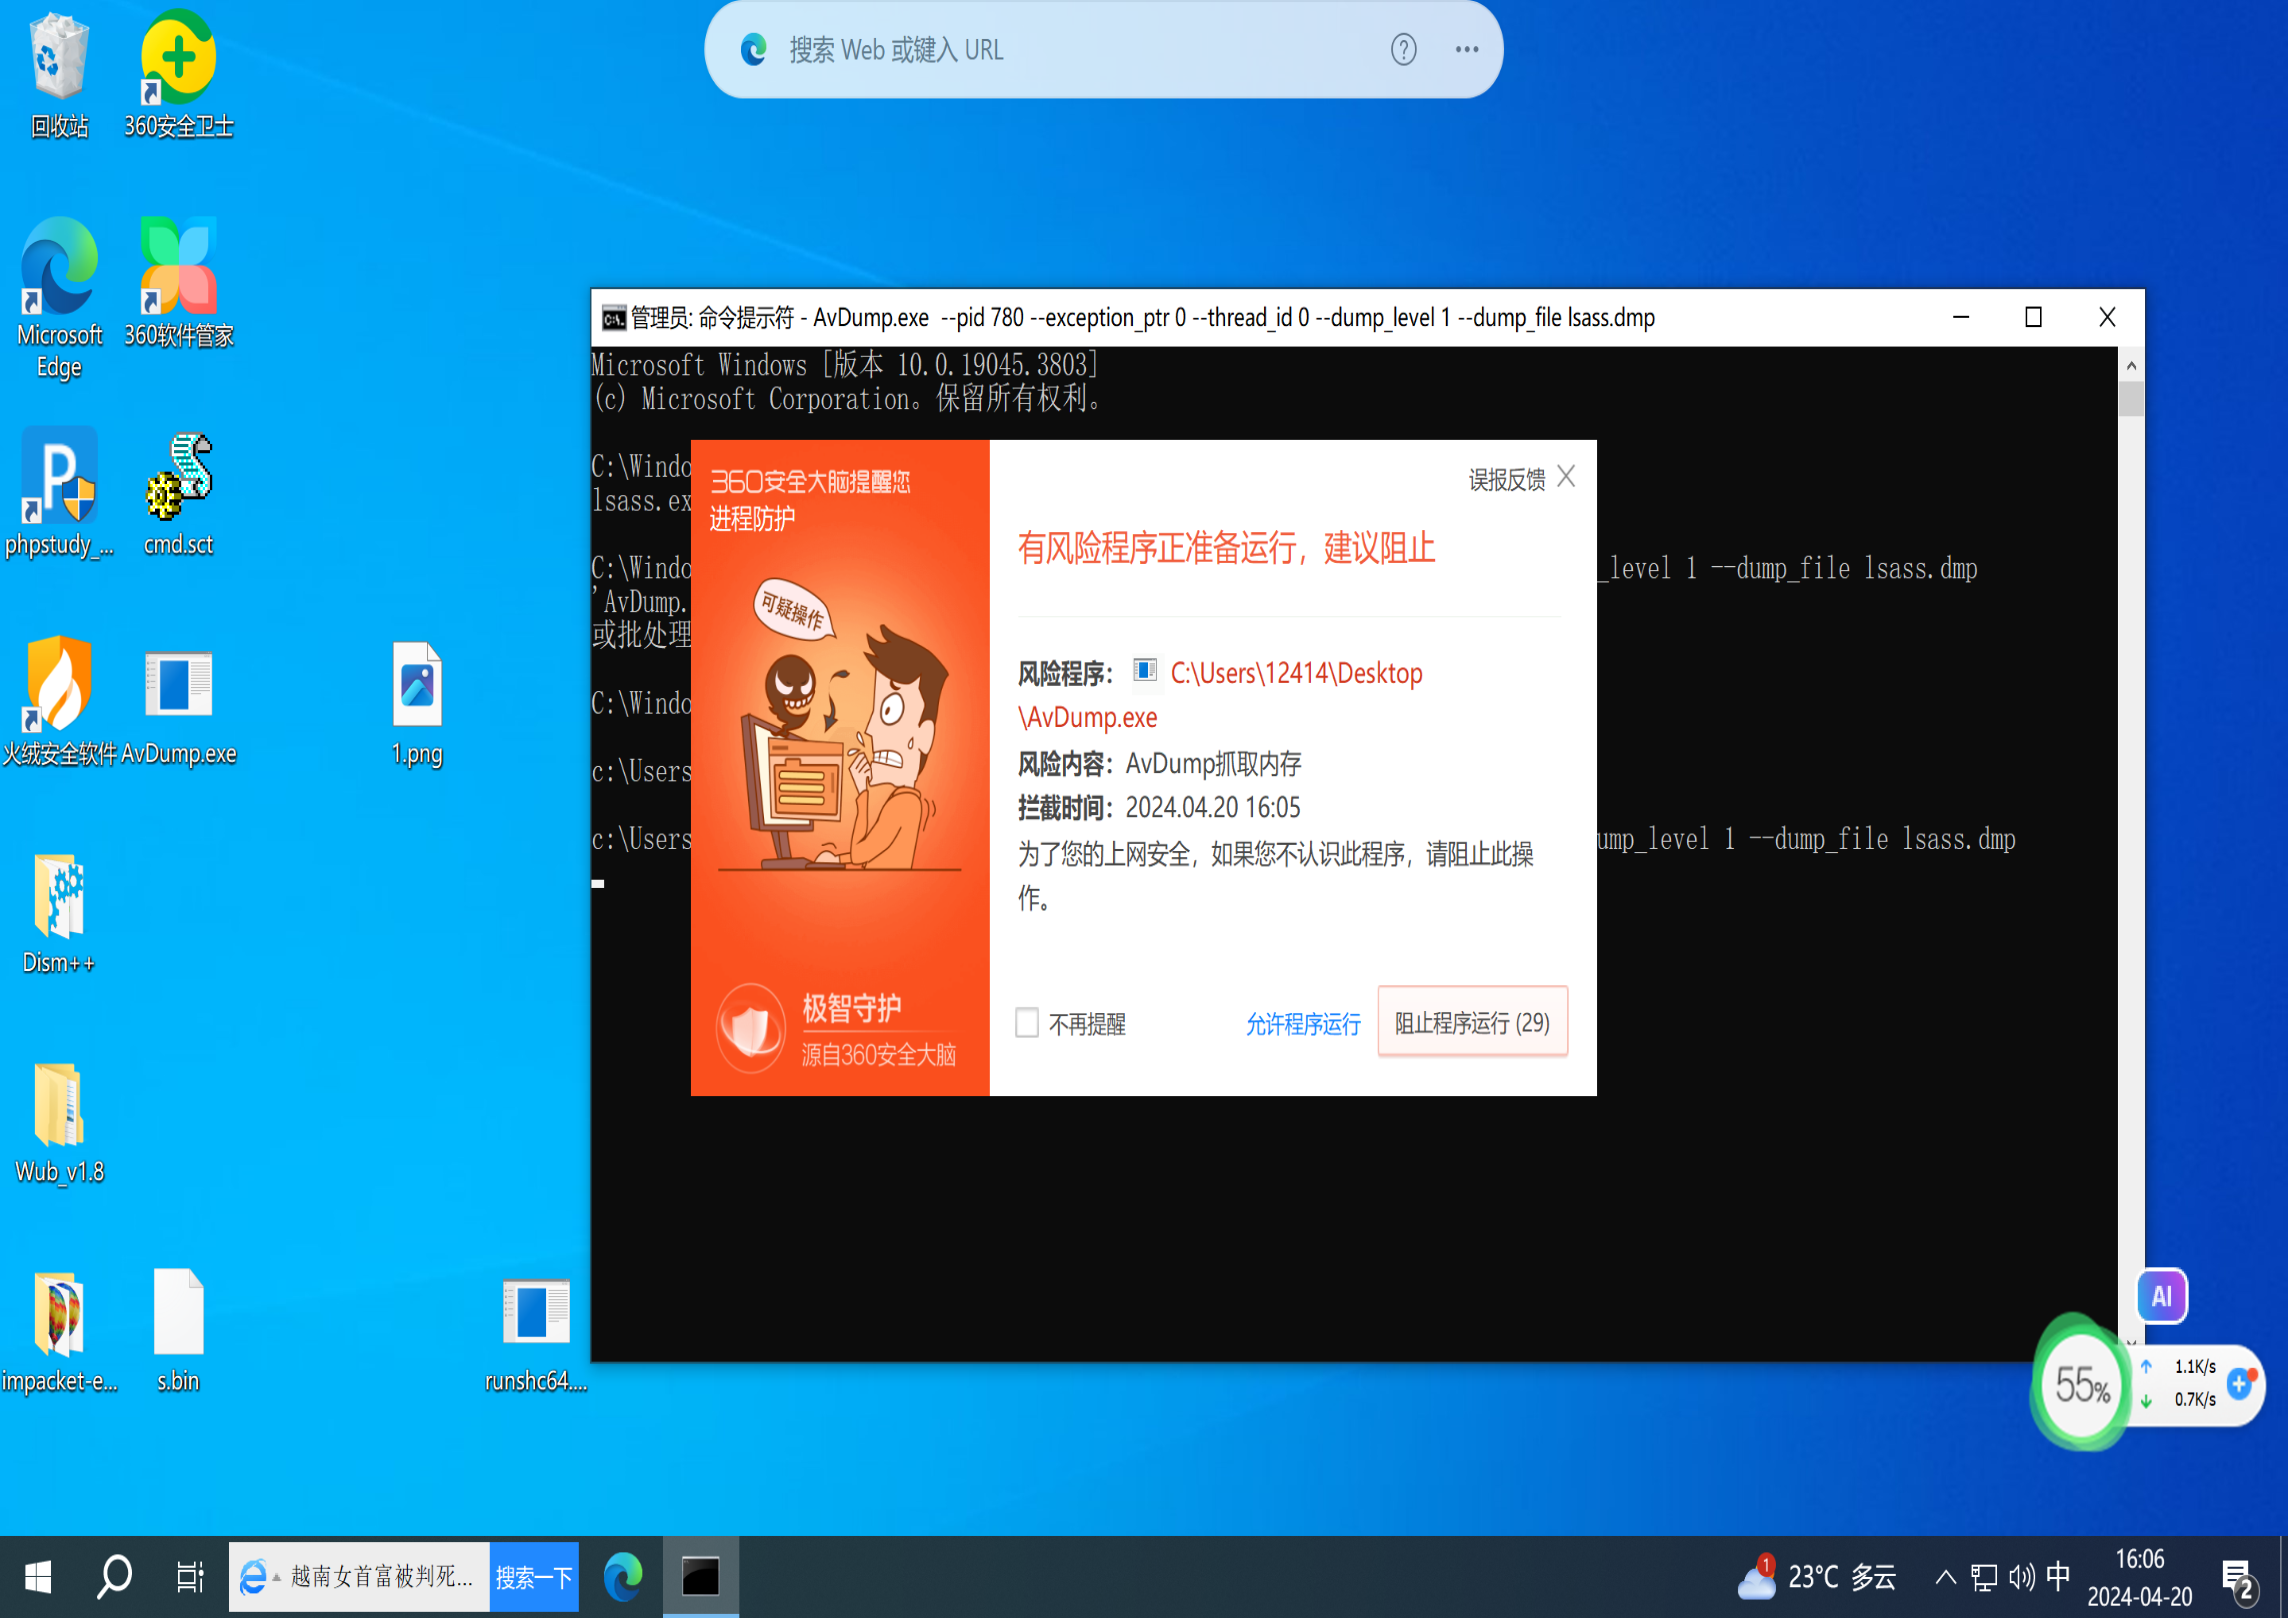 搜索 Web 或键入 URL
回收站
360安全卫士
Microsoft
Edge
360软件管家
phpstudy_...
cmd.sct
火绒安全软件
AvDump.exe
1.png
Dism++
Wub_v1.8
impacket-e...
s.bin
runshc64....
管理员: 命令提示符 - AvDump.exe --pid 780 --exception_ptr 0 --thread_id 0 --dump_level 1 --dump_file lsass.dmp
Microsoft Windows [版本 10.0.19045.3803]
(c) Microsoft Corporation。保留所有权利。
C:\Windo
lsass.ex
C:\Windo
_level 1 --dump_file lsass.dmp
'AvDump.
或批处理
C:\Windo
c:\Users
c:\Users
ump_level 1 --dump_file lsass.dmp
360安全大脑提醒您
进程防护
可疑操作
极智守护
源自360安全大脑
误报反馈
有风险程序正准备运行，建议阻止
风险程序： C:\Users\12414\Desktop
\AvDump.exe
风险内容：AvDump抓取内存
拦截时间：2024.04.20 16:05
为了您的上网安全，如果您不认识此程序，请阻止此操
作。
不再提醒
允许程序运行
阻止程序运行 (29)
AI
55%
1.1K/s
0.7K/s
越南女首富被判死...
搜索一下
1
23°C 多云
中
16:06
2024-04-20
2